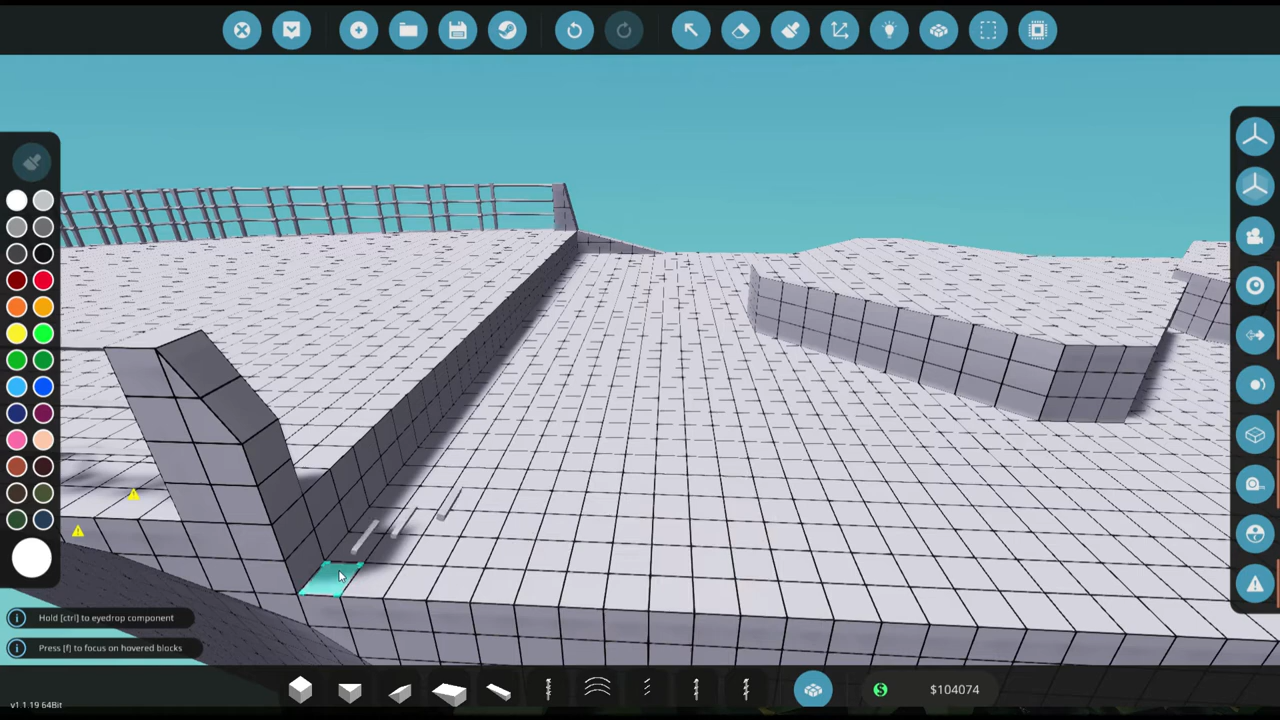 Hold [ctrl] to eyedrop component
Press [f] to focus on hovered blocks
$ $104074
v1.1.19 64Bit